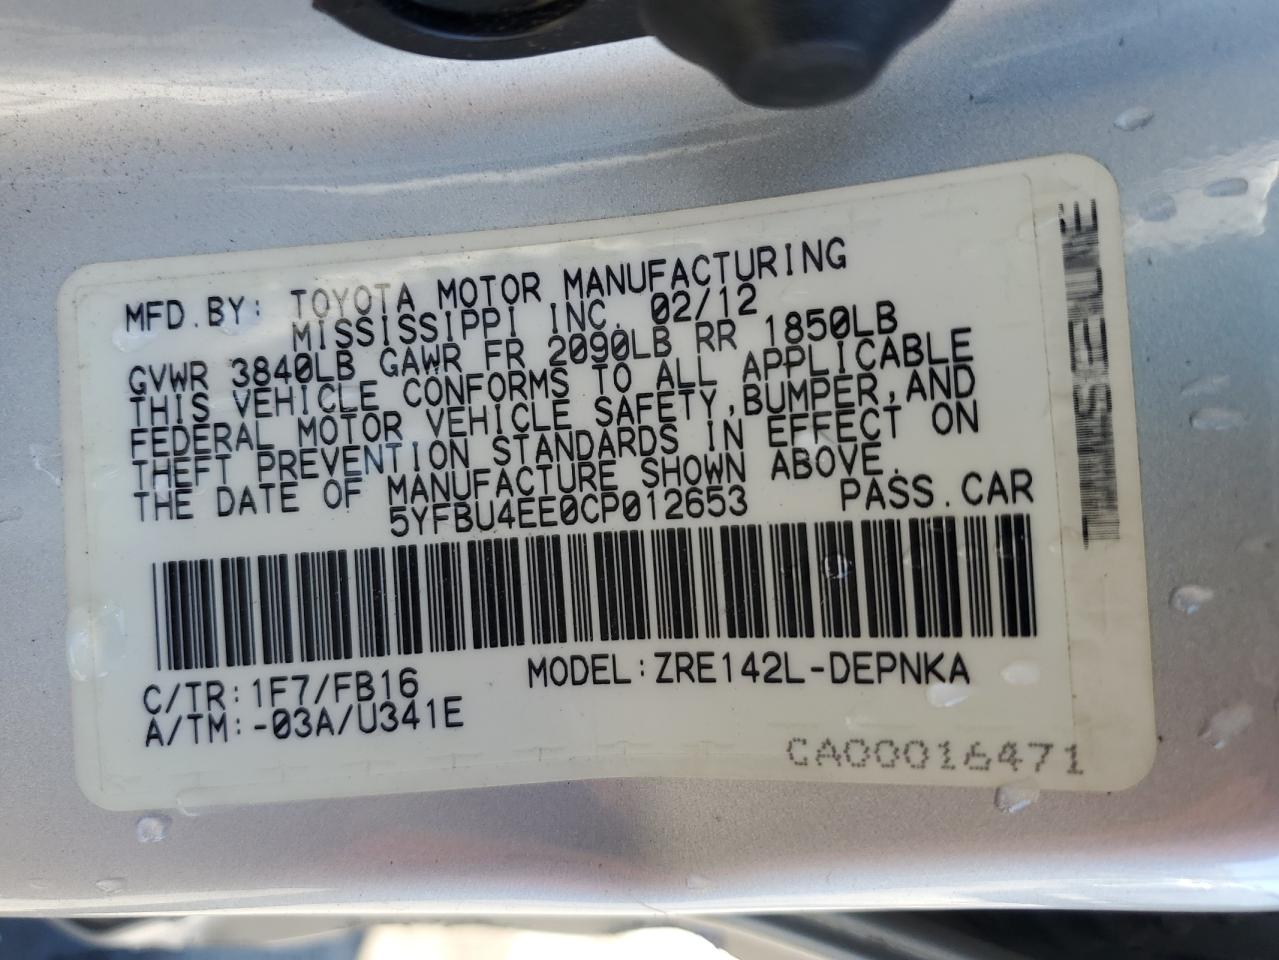 MFD.BY: TOYOTA MOTOR MANUFACTURING
MISSISSIPPI INC. 02/12
GVWR 3840LB GAWR FR 2090LB RR 1850LB
THIS VEHICLE CONFORMS TO ALL APPLICABLE
FEDERAL MOTOR VEHICLE SAFETY,BUMPER,AND
THEFT PREVENTION STANDARDS IN EFFECT ON
THE DATE OF MANUFACTURE SHOWN ABOVE.
5YFBU4EE0CP012653 PASS.CAR
C/TR:1F7/FB16 MODEL:ZRE142L-DEPNKA
A/TM:-03A/U341E
CA00016471